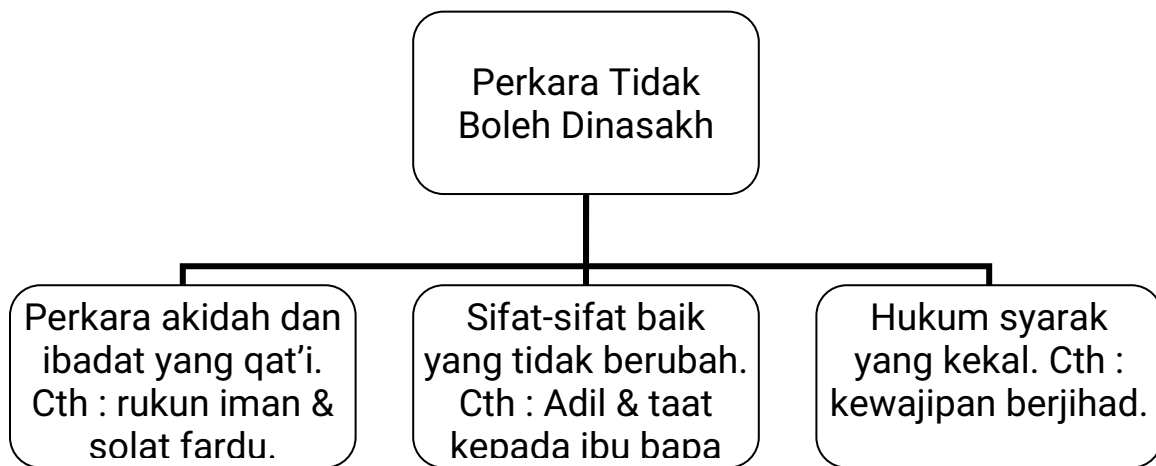 Perkara Tidak
Boleh Dinasakh
Perkara akidah dan
ibadat yang qat’i.
Cth : rukun iman &
solat fardu.
Sifat-sifat baik
yang tidak berubah.
Cth : Adil & taat
kepada ibu bapa
Hukum syarak
yang kekal. Cth :
kewajipan berjihad.